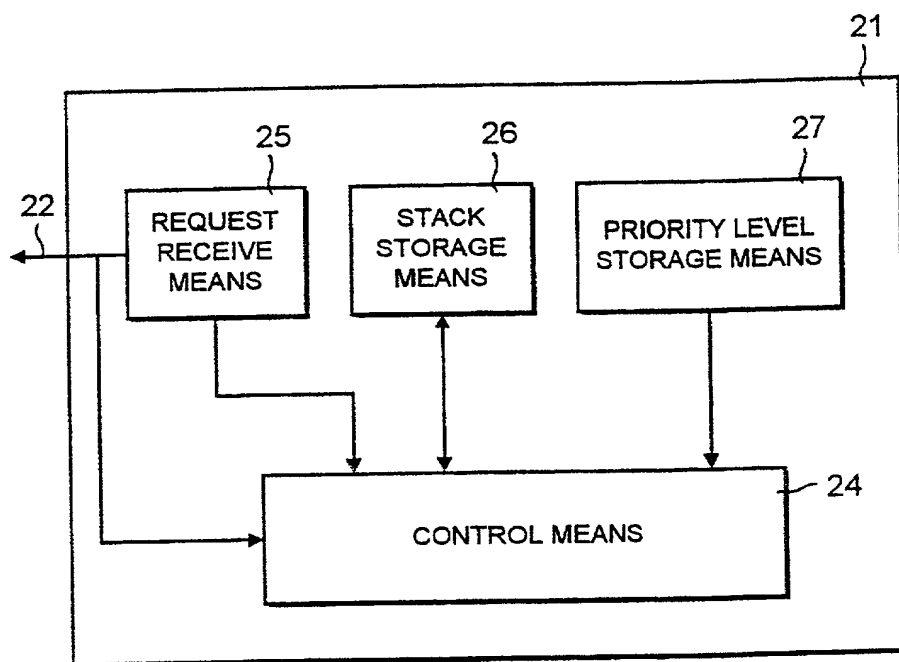 21
25
26
27
22
REQUEST
RECEIVE
MEANS
STACK
STORAGE
MEANS
PRIORITY LEVEL
STORAGE MEANS
24
CONTROL MEANS